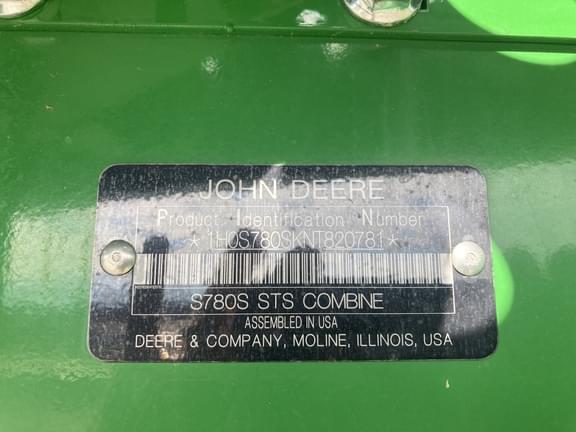 JOHN DEERE
Product Identification Number
*1H0S780SKNT820781*
S780S STS COMBINE
ASSEMBLED IN USA
DEERE & COMPANY, MOLINE, ILLINOIS, USA